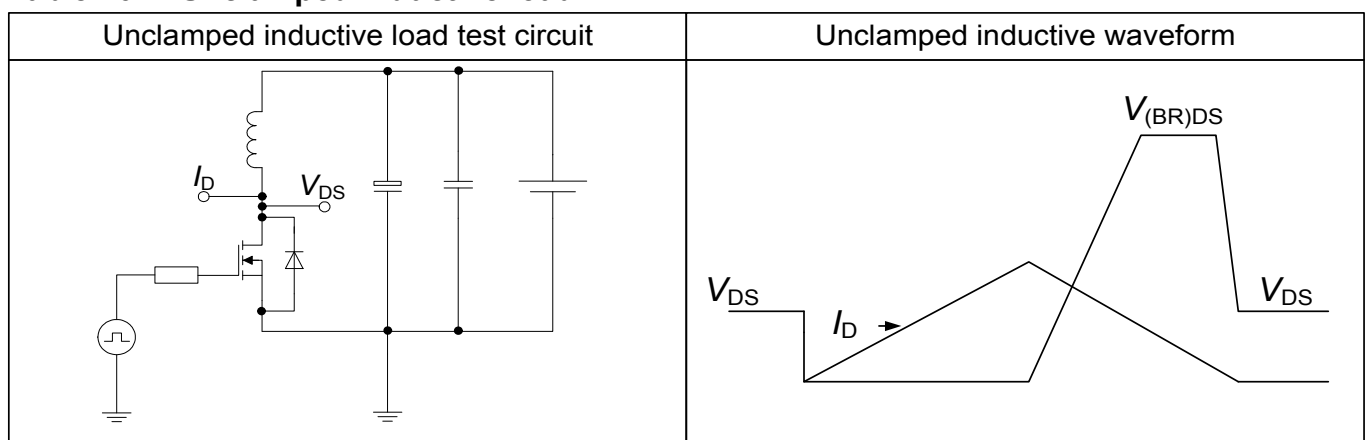 Unclamped inductive load test circuit
Unclamped inductive waveform
I_D
V_DS
V_(BR)DS
V_DS
I_D
V_DS